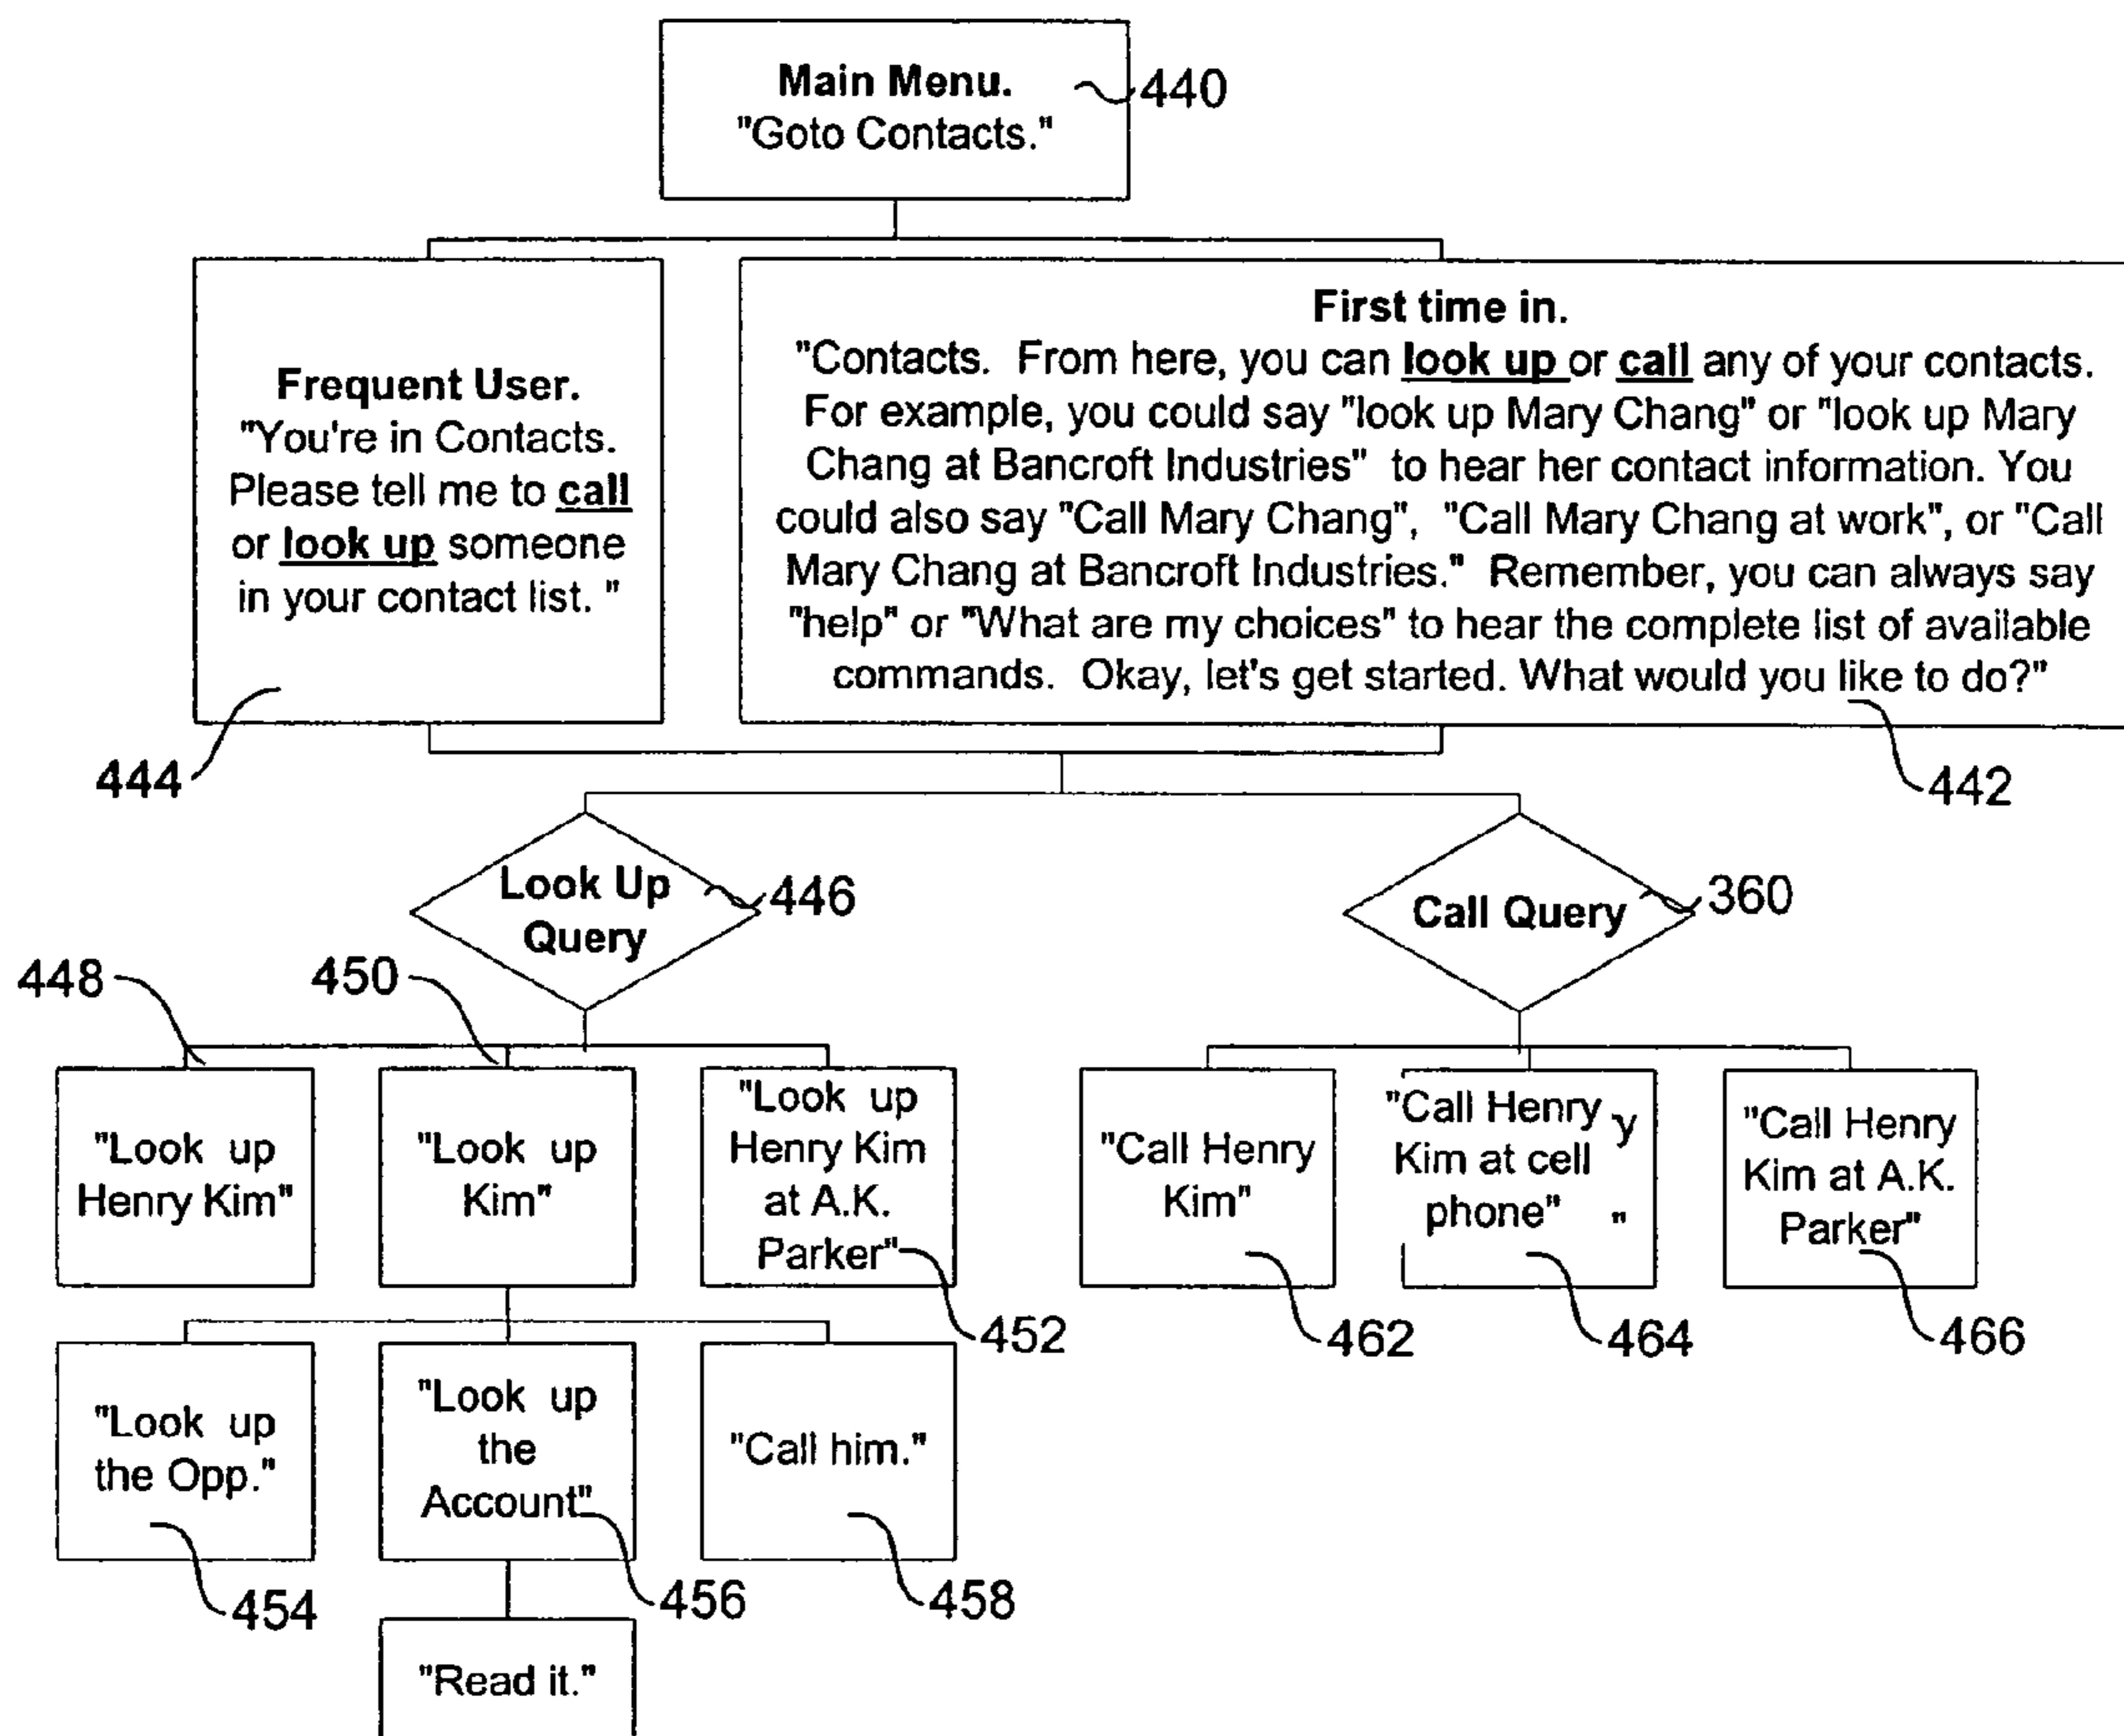 Main Menu.
"Goto Contacts."
440
Frequent User.
"You're in Contacts.
Please tell me to call
or look up someone
in your contact list. "
444
First time in.
"Contacts.  From here, you can look up or call any of your contacts.
For example, you could say "look up Mary Chang" or "look up Mary
Chang at Bancroft Industries"  to hear her contact information. You
could also say "Call Mary Chang",  "Call Mary Chang at work", or "Call
Mary Chang at Bancroft Industries."  Remember, you can always say
"help" or "What are my choices" to hear the complete list of available
commands.  Okay, let's get started. What would you like to do?"
442
Look Up
Query
446
Call Query
360
448
"Look  up
Henry Kim"
450
"Look  up
Kim"
"Look  up
Henry Kim
at A.K.
Parker"
452
"Call Henry
Kim"
462
"Call Henry y
Kim at cell
phone" "
464
"Call Henry
Kim at A.K.
Parker"
466
"Look  up
the Opp."
454
"Look  up
the
Account"
456
"Call him."
458
"Read it."